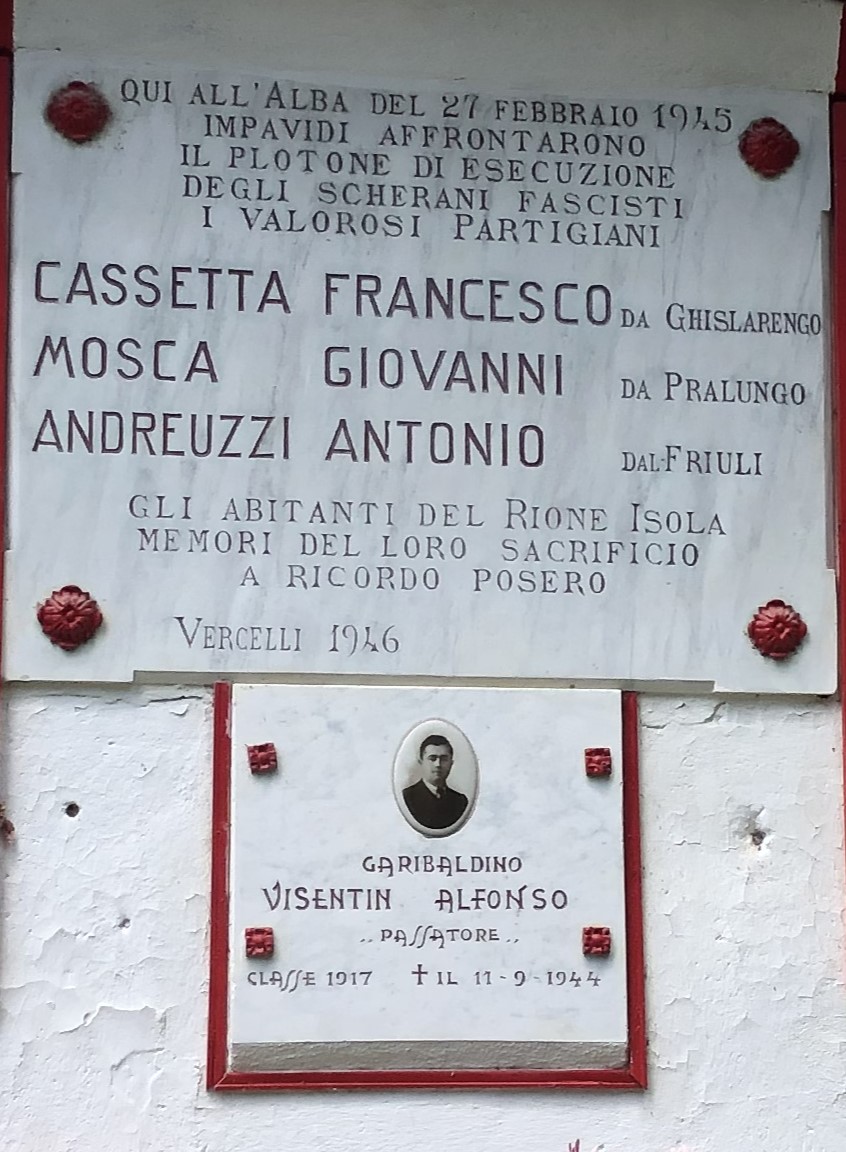 QUI ALL'ALBA DEL 27 FEBBRAIO 1945
IMPAVIDI AFFRONTARONO
IL PLOTONE DI ESECUZIONE
DEGLI SCHERANI FASCISTI
I VALOROSI PARTIGIANI
CASSETTA FRANCESCO DA GHISLARENGO
MOSCA GIOVANNI DA PRALUNGO
ANDREUZZI ANTONIO DAL FRIULI
GLI ABITANTI DEL RIONE ISOLA
MEMORI DEL LORO SACRIFICIO
A RICORDO POSERO
VERCELLI 1946
GARIBALDINO
VISENTIN ALFONSO
,, PASSATORE ,,
CLASSE 1917 † IL 11-9-1944